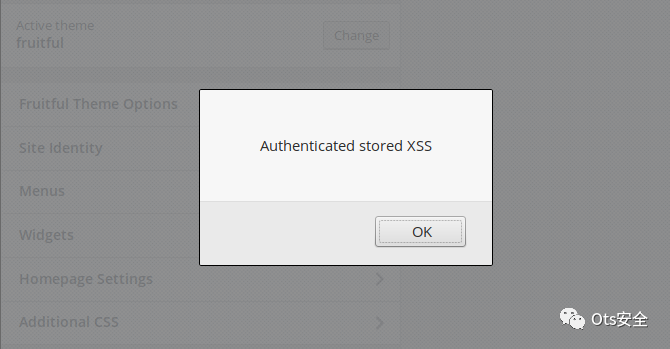 Active theme
fruitful
Change
Fruitful Theme Options
Site Identity
Menus
Widgets
Homepage Settings
Additional CSS
Authenticated stored XSS
OK
Ots安全